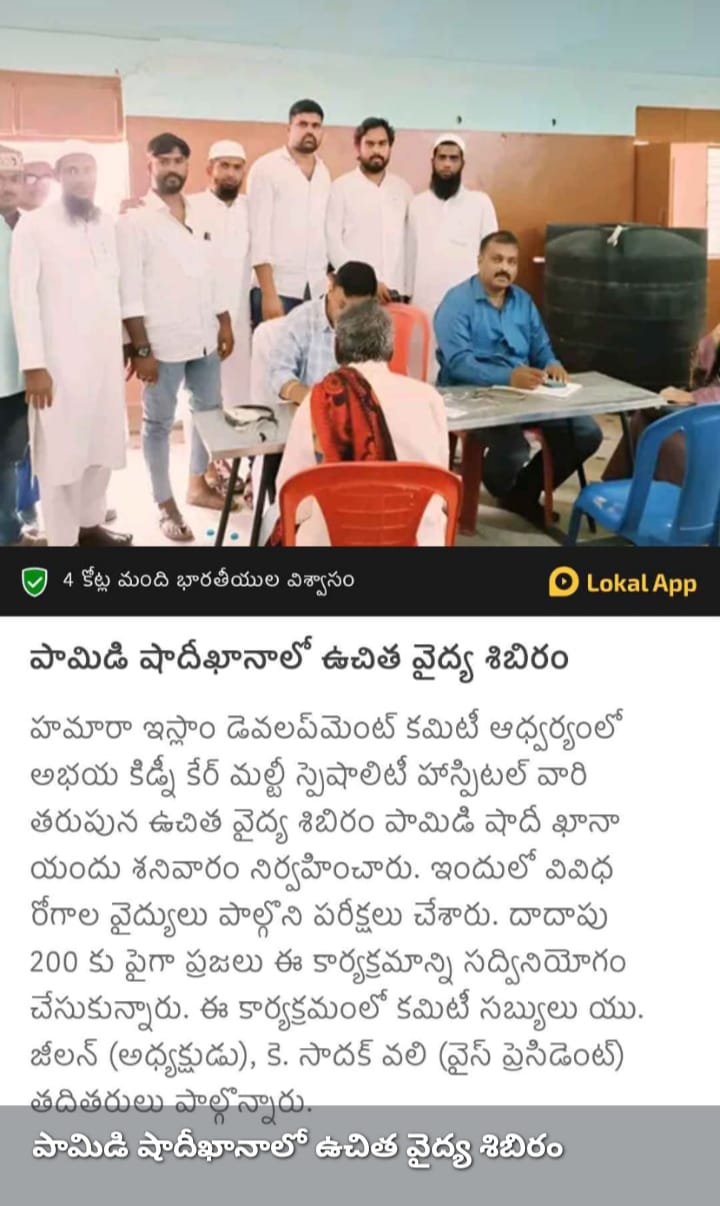 4 కోట్ల మంది భారతీయుల విశ్వాసం
Lokal App
పామిడి షాదీఖానాలో ఉచిత వైద్య శిబిరం
హమారా ఇస్లాం డెవలప్‌మెంట్ కమిటీ ఆధ్వర్యంలో
అభయ కిడ్నీ కేర్ మల్టీ స్పెషాలిటీ హాస్పిటల్ వారి
తరుపున ఉచిత వైద్య శిబిరం పామిడి షాదీ ఖానా
యందు శనివారం నిర్వహించారు. ఇందులో వివిధ
రోగాల వైద్యులు పాల్గొని పరీక్షలు చేశారు. దాదాపు
200 కు పైగా ప్రజలు ఈ కార్యక్రమాన్ని సద్వినియోగం
చేసుకున్నారు. ఈ కార్యక్రమంలో కమిటీ సబ్యులు యు.
జీలన్ (అధ్యక్షుడు), కె. సాదక్ వలి (వైస్ ప్రెసిడెంట్)
తదితరులు పాల్గొన్నారు.
పామిడి షాదీఖానాలో ఉచిత వైద్య శిబిరం